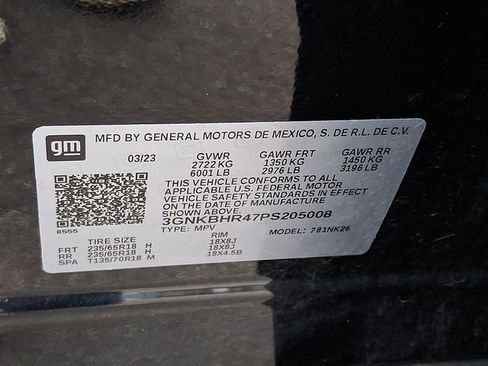 gm MFD BY GENERAL MOTORS DE MEXICO, S. DE R.L. DE C.V.
03/23 GVWR GAWR FRT GAWR RR
2722 KG 1350 KG 1450 KG
6001 LB 2976 LB 3196 LB
THIS VEHICLE CONFORMS TO ALL
APPLICABLE U.S. FEDERAL MOTOR
VEHICLE SAFETY STANDARDS IN EFFECT
ON THE DATE OF MANUFACTURE
3GNKBHR47PS205008
8555 TYPE: MPV MODEL: 781NK26
TIRE SIZE RIM
FRT 235/65R18 H 18X8J
RR 235/65R18 H 18X8J
SPA T135/70R18 M 18X4.5B